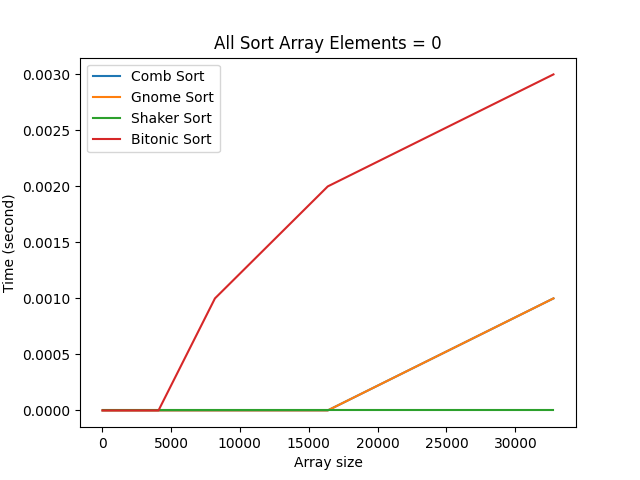 All Sort Array Elements = 0
Comb Sort
Gnome Sort
Shaker Sort
Bitonic Sort
Time (second)
0.0030
0.0025
0.0020
0.0015
0.0010
0.0005
0.0000
0 5000 10000 15000 20000 25000 30000
Array size